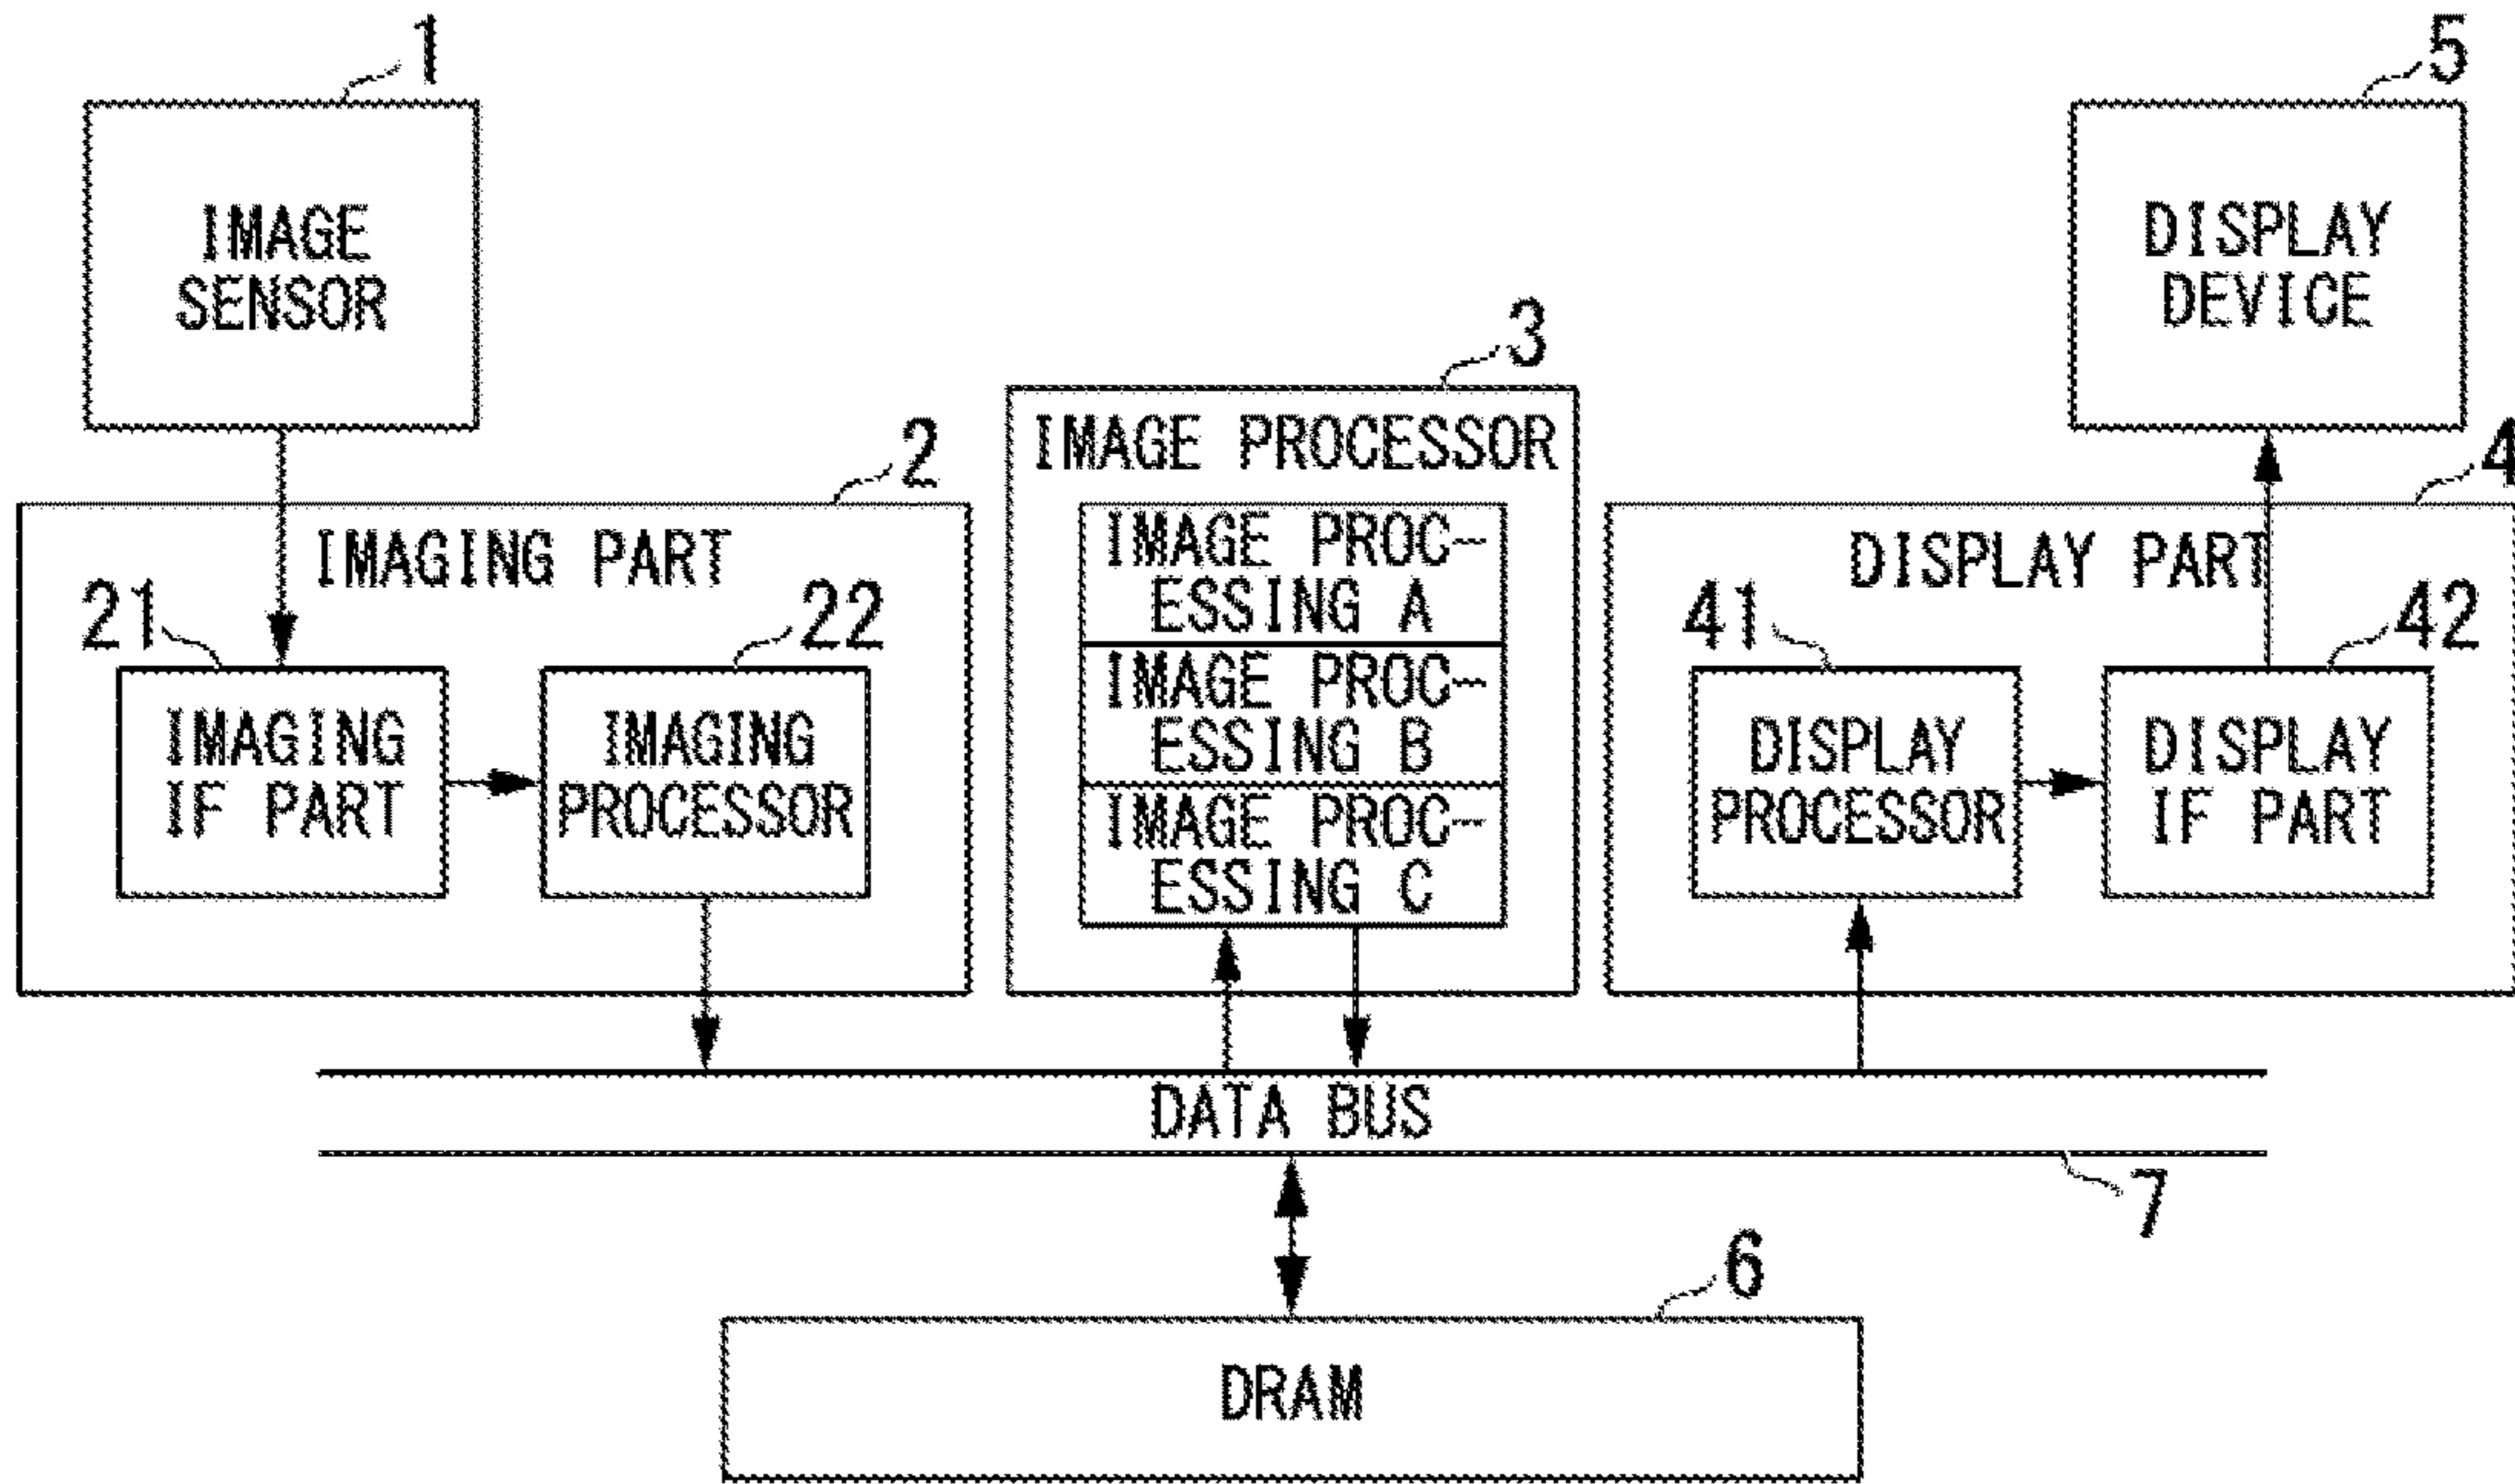 1
IMAGE
SENSOR
5
DISPLAY
DEVICE
2
IMAGING PART
21
IMAGING
IF PART
22
IMAGING
PROCESSOR
3
IMAGE PROCESSOR
IMAGE PROC-
ESSING A
IMAGE PROC-
ESSING B
IMAGE PROC-
ESSING C
4
DISPLAY PART
41
DISPLAY
PROCESSOR
42
DISPLAY
IF PART
DATA BUS
7
6
DRAM